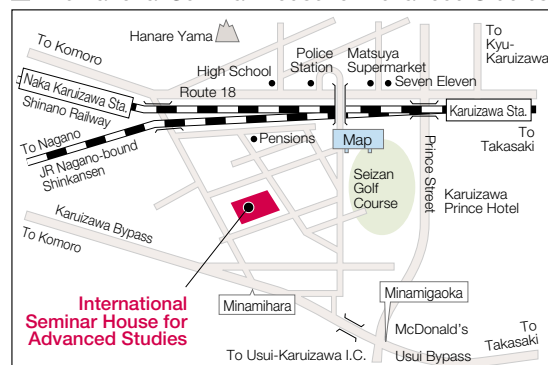 To Komoro
Hanare Yama
Police
Station
Matsuya
Supermarket
To
Kyu-
Karuizawa
High School
Seven Eleven
Naka Karuizawa Sta.
Route 18
Karuizawa Sta.
Shinano Railway
To
Takasaki
To Nagano
JR Nagano-bound
Shinkansen
Pensions
Map
Seizan
Golf
Course
Prince Street
Karuizawa
Prince Hotel
Karuizawa Bypass
To Komoro
International
Seminar House for
Advanced Studies
Minamihara
Minamigaoka
McDonald's
To
Takasaki
To Usui-Karuizawa I.C.
Usui Bypass